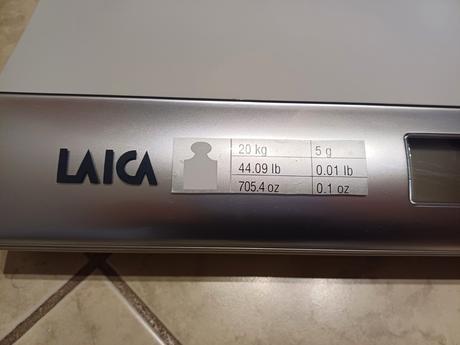 LAICA
20 kg 5 g
44.09 lb 0.01 lb
705.4 oz 0.1 oz